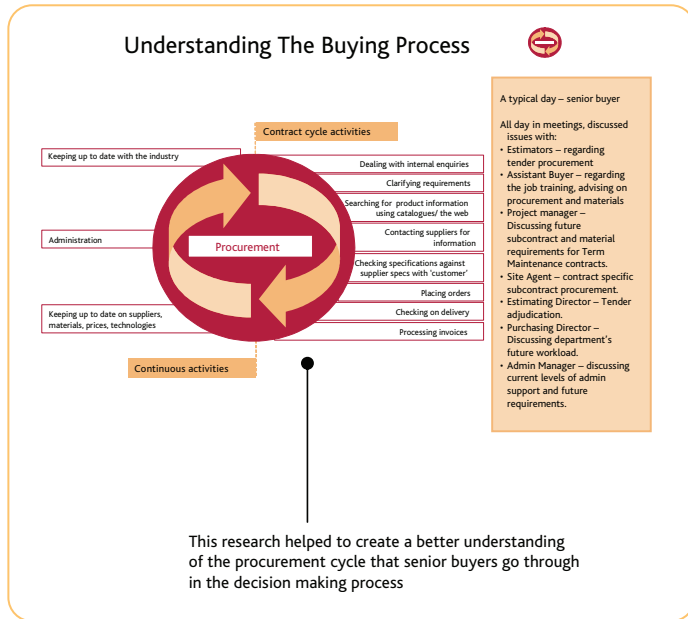 Understanding The Buying Process
Contract cycle activities
Keeping up to date with the industry
Administration
Keeping up to date on suppliers,
materials, prices, technologies
Procurement
Dealing with internal enquiries
Clarifying requirements
Searching for product information
using catalogues/ the web
Contacting suppliers for
information
Checking specifications against
supplier specs with ‘customer’
Placing orders
Checking on delivery
Processing invoices
Continuous activities
A typical day – senior buyer
All day in meetings, discussed
issues with:
• Estimators – regarding
tender procurement
• Assistant Buyer – regarding
the job training, advising on
procurement and materials
• Project manager –
Discussing future
subcontract and material
requirements for Term
Maintenance contracts.
• Site Agent – contract specific
subcontract procurement.
• Estimating Director – Tender
adjudication.
• Purchasing Director –
Discussing department's
future workload.
• Admin Manager – discussing
current levels of admin
support and future
requirements.
This research helped to create a better understanding
of the procurement cycle that senior buyers go through
in the decision making process